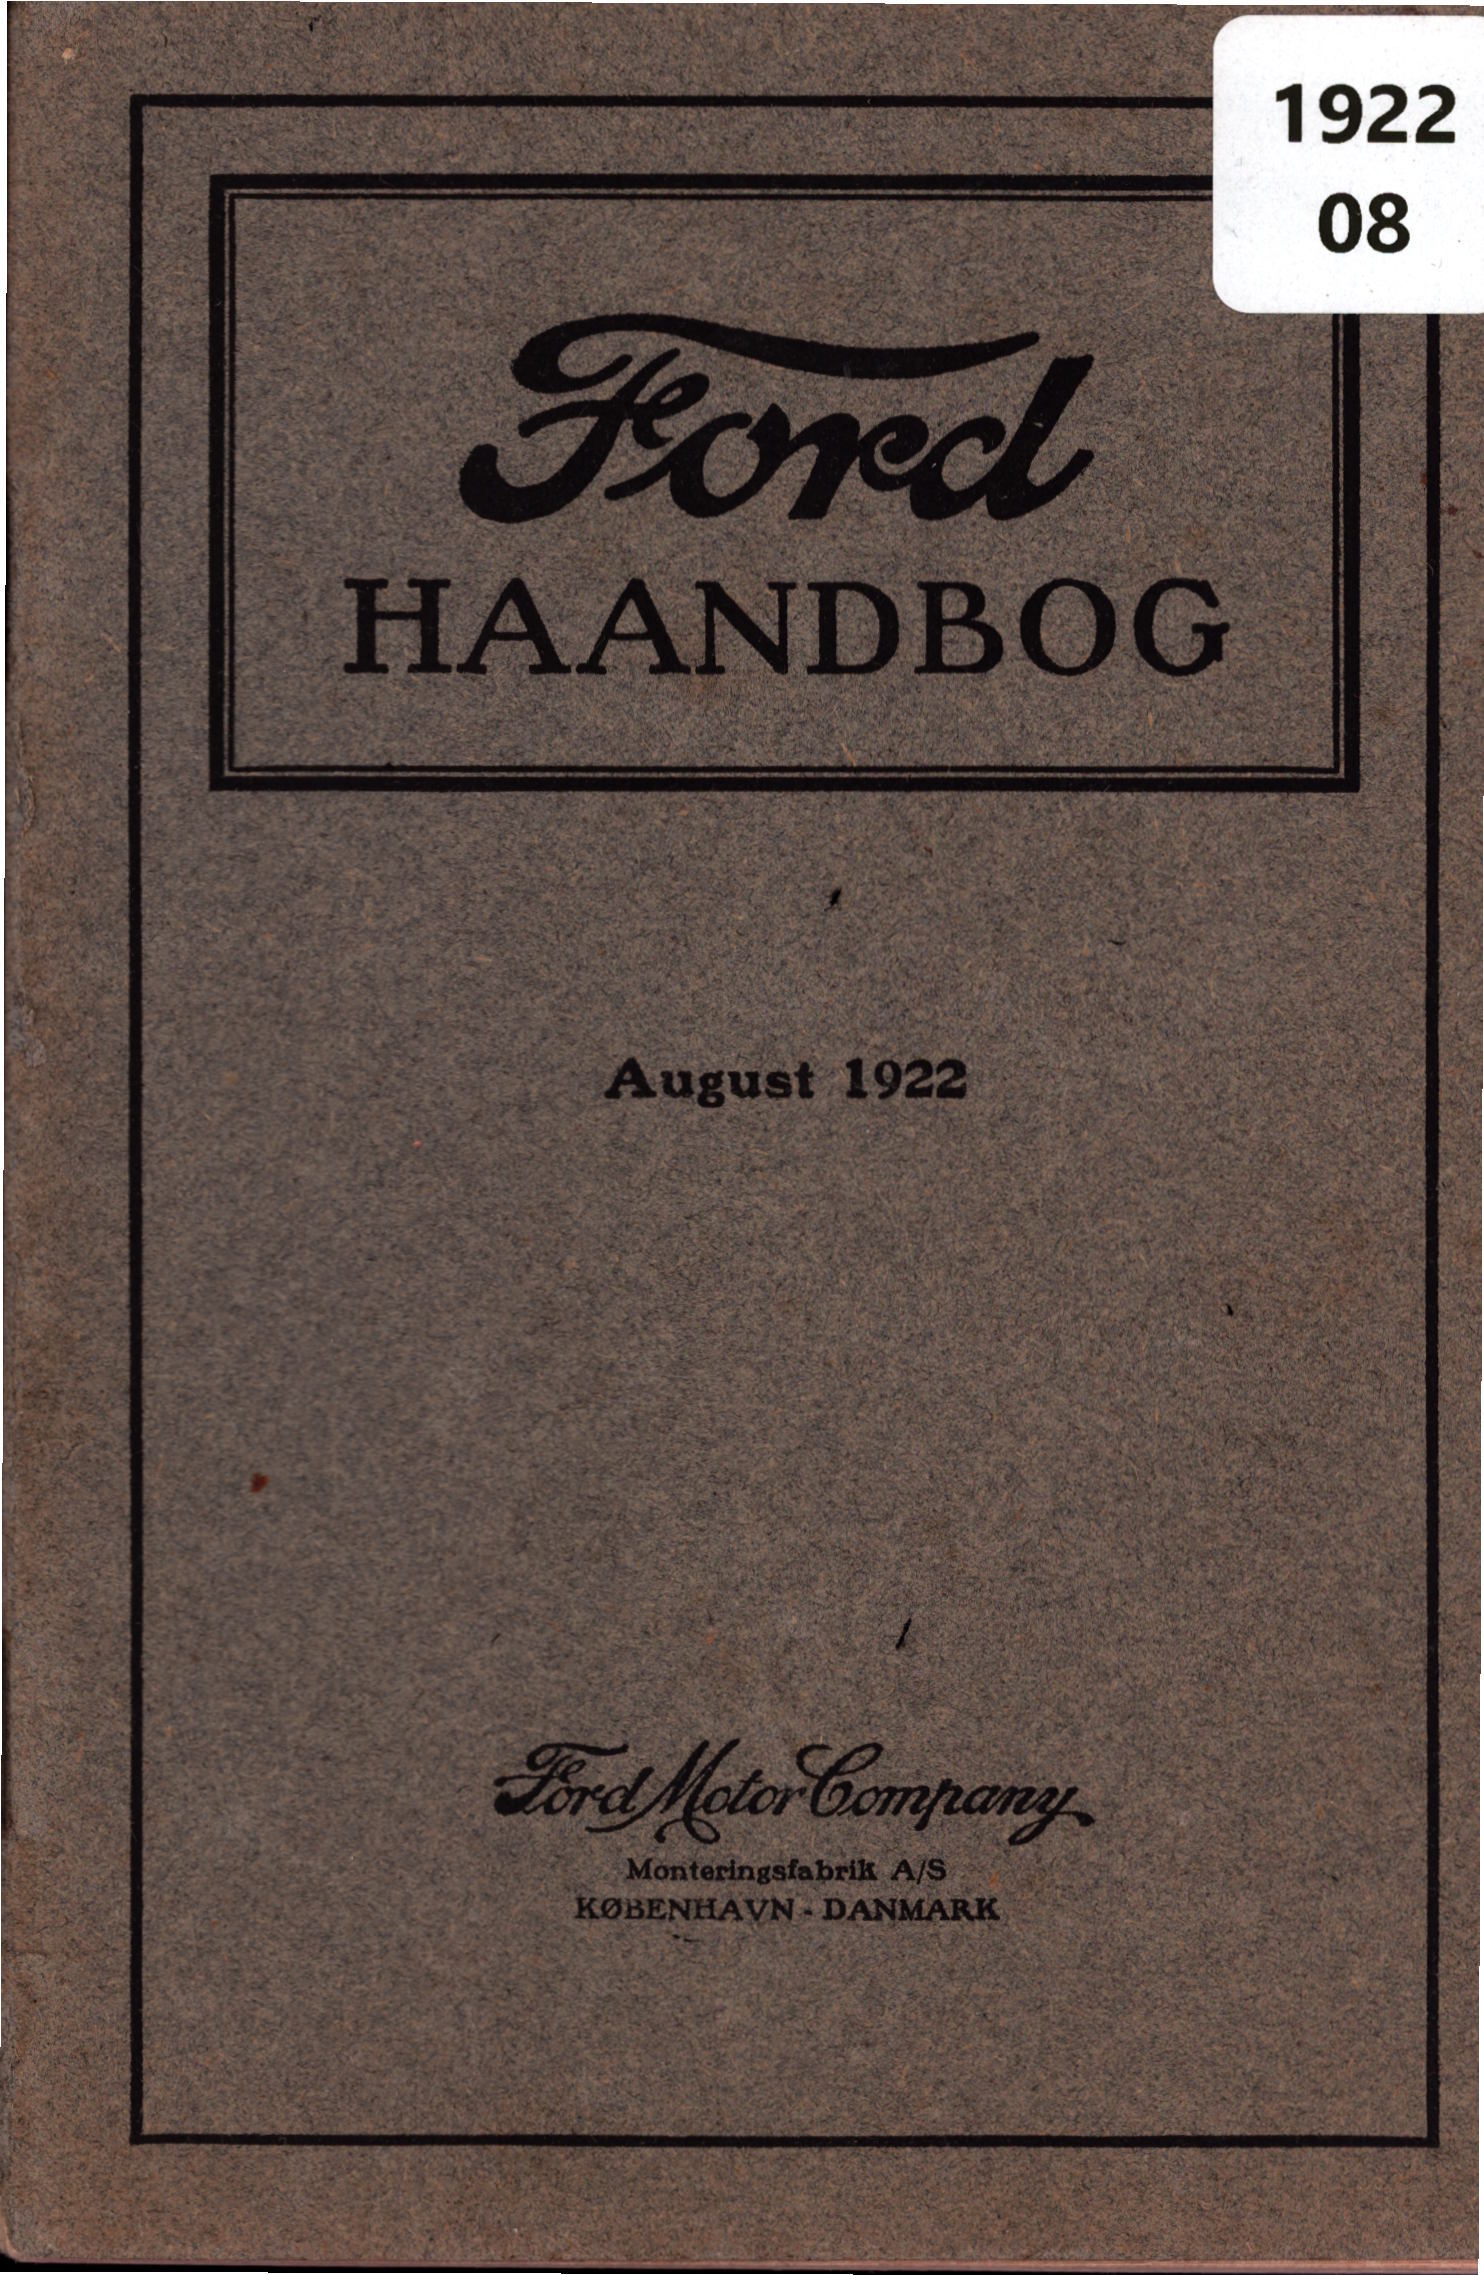 1922
08
Ford
HAANDBOG
August 1922
Ford Motor Company
Monteringsfabrik A/S
KØBENHAVN - DANMARK